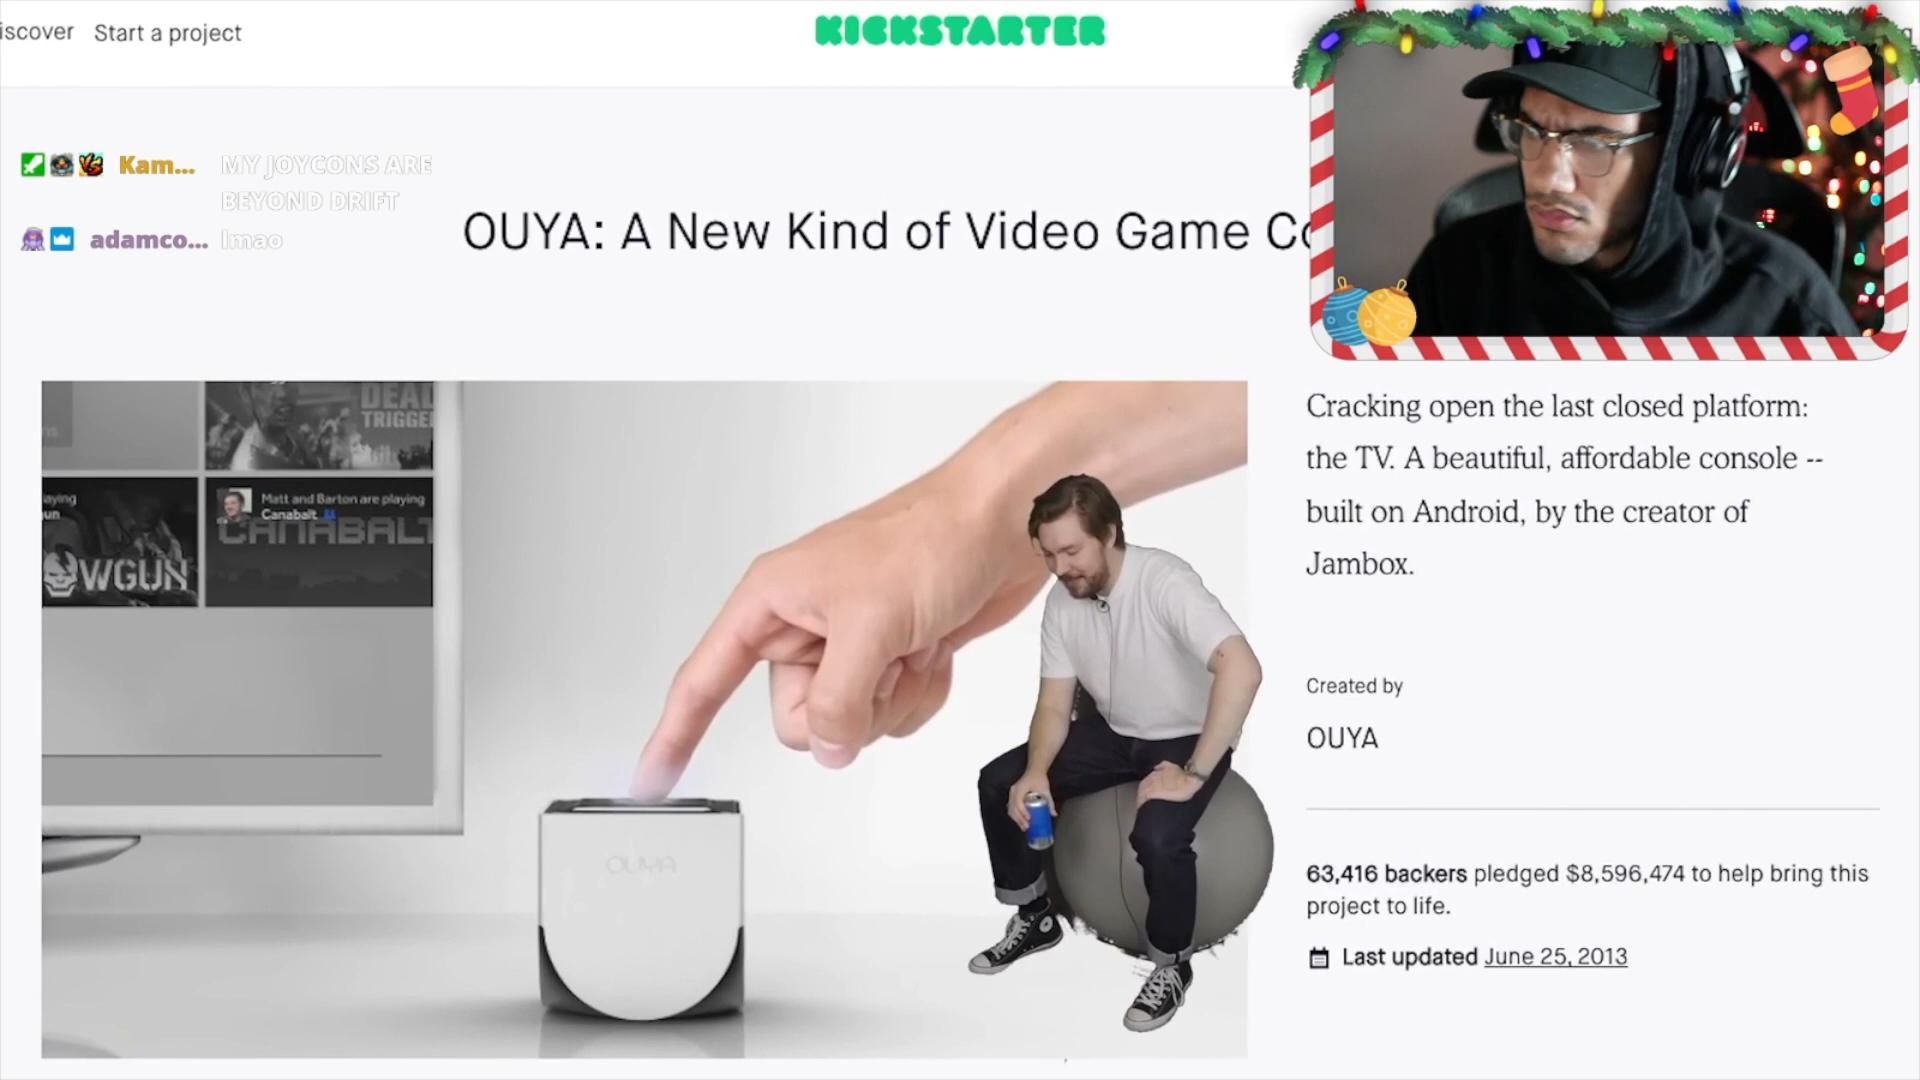 iscover Start a project
KICKSTARTER
Kam... MY JOYCONS ARE
BEYOND DRIFT
adamco... lmao
OUYA: A New Kind of Video Game Co
DEAD
TRIGGER
Matt and Barton are playing
Canabalt
CANABALT
aying
un
WGUN
OUYA
Cracking open the last closed platform:
the TV. A beautiful, affordable console --
built on Android, by the creator of
Jambox.
Created by
OUYA
63,416 backers pledged $8,596,474 to help bring this
project to life.
Last updated June 25, 2013